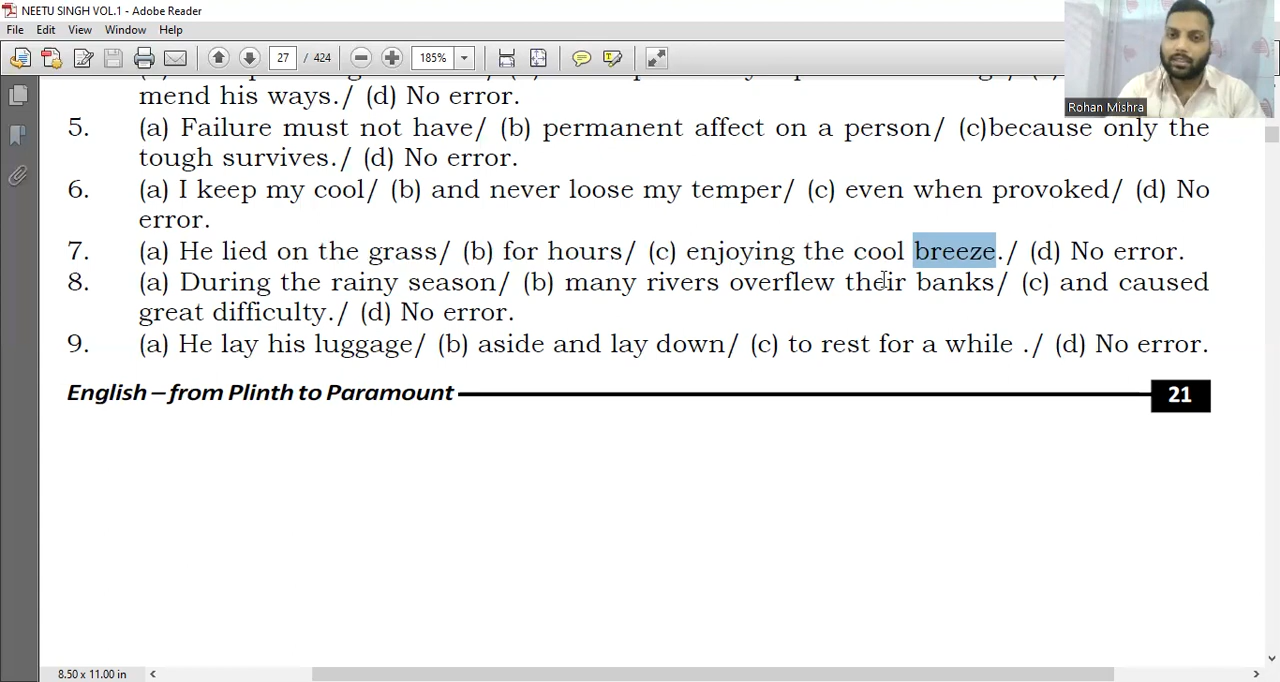 NEETU SINGH VOL.1 - Adobe Reader
File Edit View Window Help
27 / 424 185%
Rohan Mishra
mend his ways./ (d) No error.
5. (a) Failure must not have/ (b) permanent affect on a person/ (c)because only the
tough survives./ (d) No error.
6. (a) I keep my cool/ (b) and never loose my temper/ (c) even when provoked/ (d) No
error.
7. (a) He lied on the grass/ (b) for hours/ (c) enjoying the cool breeze./ (d) No error.
8. (a) During the rainy season/ (b) many rivers overflew their banks/ (c) and caused
great difficulty./ (d) No error.
9. (a) He lay his luggage/ (b) aside and lay down/ (c) to rest for a while ./ (d) No error.
English – from Plinth to Paramount 21
8.50 x 11.00 in